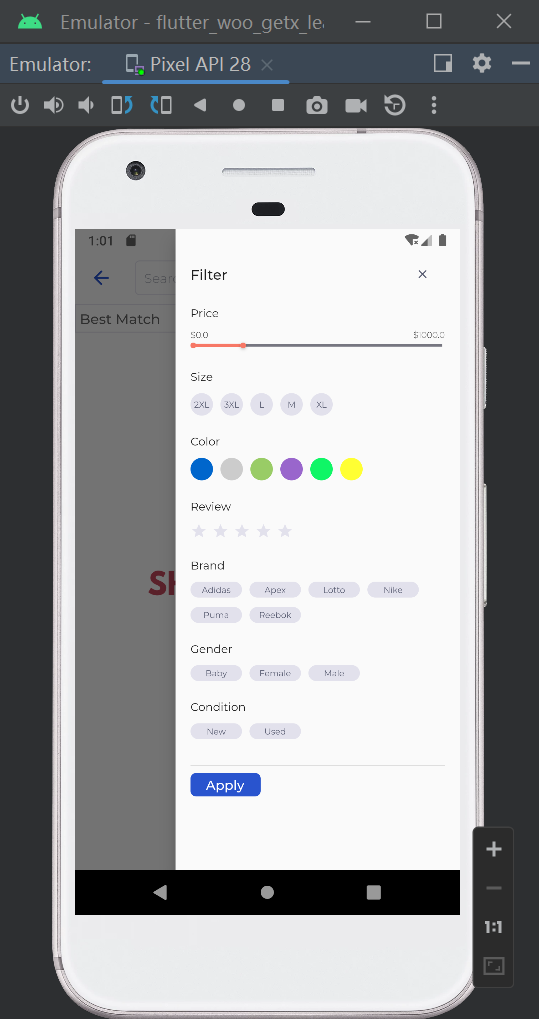 Emulator - flutter_woo_getx_le
Emulator: Pixel API 28
1:01
Filter
Sear
Price
Best Match
$0.0 $1000.0
Size
2XL 3XL L M XL
Color
Review
Brand
Adidas Apex Lotto Nike
Puma Reebok
Gender
Baby Female Male
Condition
New Used
Apply
1:1